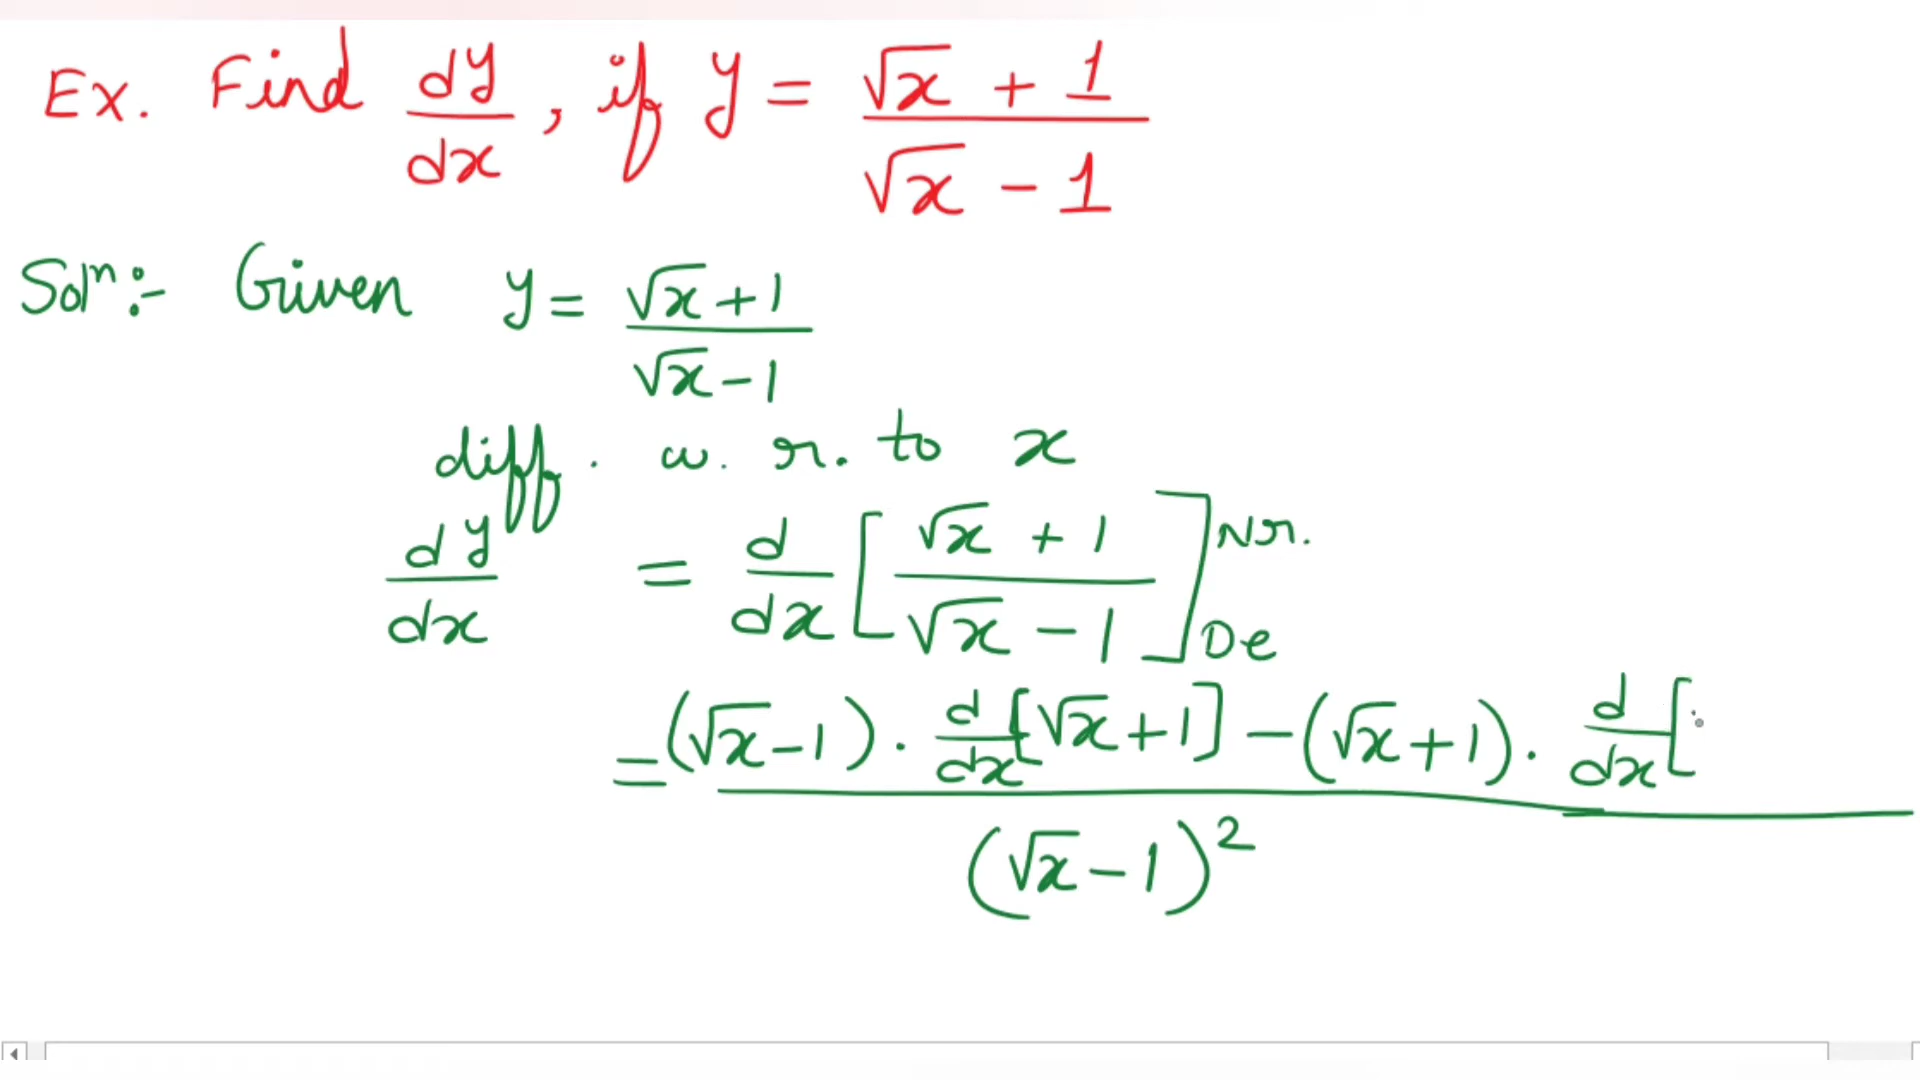 Ex. Find dy/dx, if y = (√x + 1)/(√x - 1)
Solⁿ:- Given y = (√x+1)/(√x-1)
diff. w. r. to x
dy/dx = d/dx [(√x + 1)/(√x - 1)] Nr. De
= ((√x-1) · d/dx[√x+1] - (√x+1) · d/dx[)/(√x-1)²